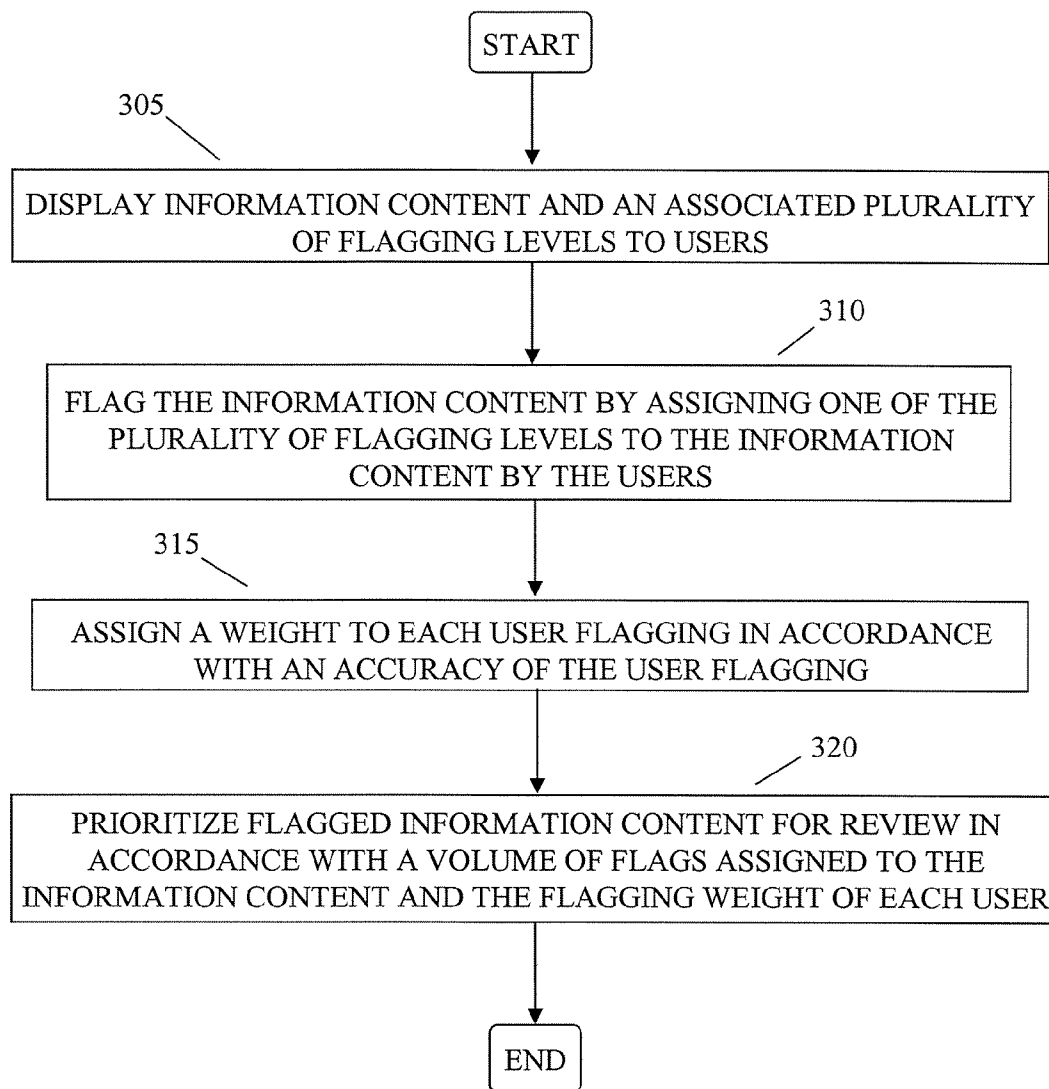 START
305
DISPLAY INFORMATION CONTENT AND AN ASSOCIATED PLURALITY
OF FLAGGING LEVELS TO USERS
310
FLAG THE INFORMATION CONTENT BY ASSIGNING ONE OF THE
PLURALITY OF FLAGGING LEVELS TO THE INFORMATION
CONTENT BY THE USERS
315
ASSIGN A WEIGHT TO EACH USER FLAGGING IN ACCORDANCE
WITH AN ACCURACY OF THE USER FLAGGING
320
PRIORITIZE FLAGGED INFORMATION CONTENT FOR REVIEW IN
ACCORDANCE WITH A VOLUME OF FLAGS ASSIGNED TO THE
INFORMATION CONTENT AND THE FLAGGING WEIGHT OF EACH USER
END